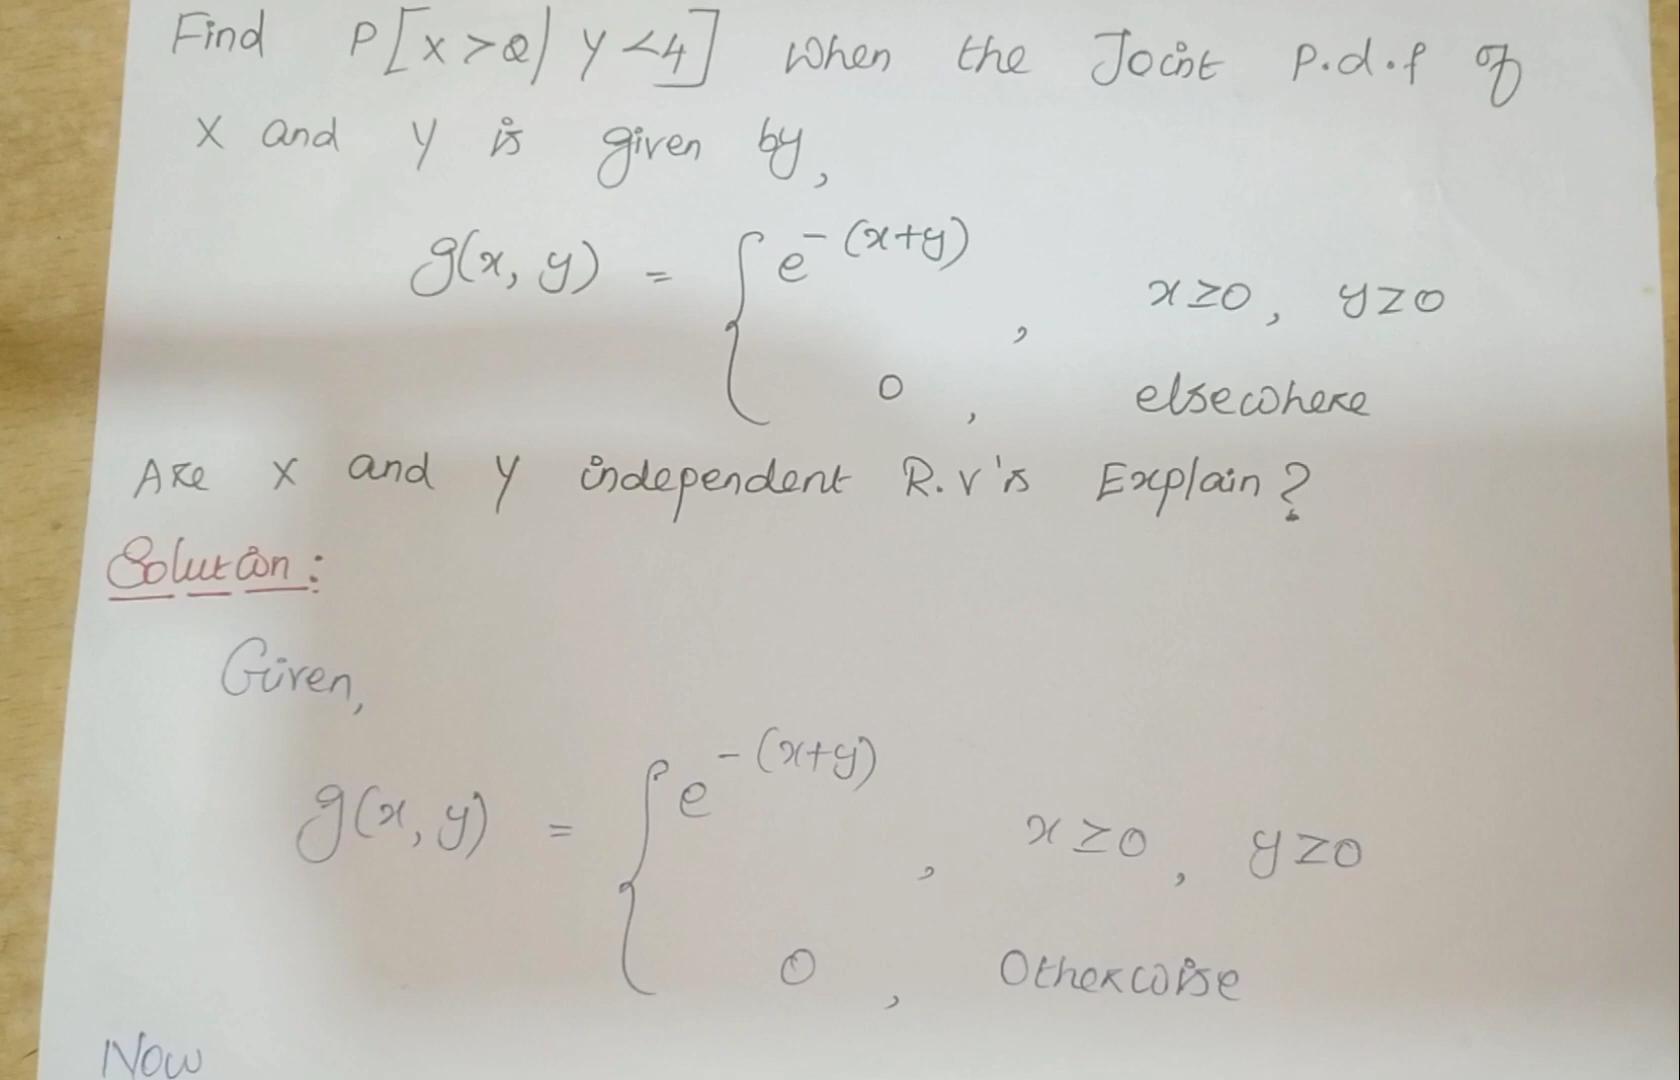 Find P[x>2/y<4] when the Joint p.d.f of
x and y is given by,
g(x, y) = { e^-(x+y) , x≥0, y≥0
0 , elsewhere
Are x and y independent R.v's Explain?
Solution:
Given,
g(x, y) = { e^-(x+y) , x≥0, y≥0
0 , Otherwise
Now